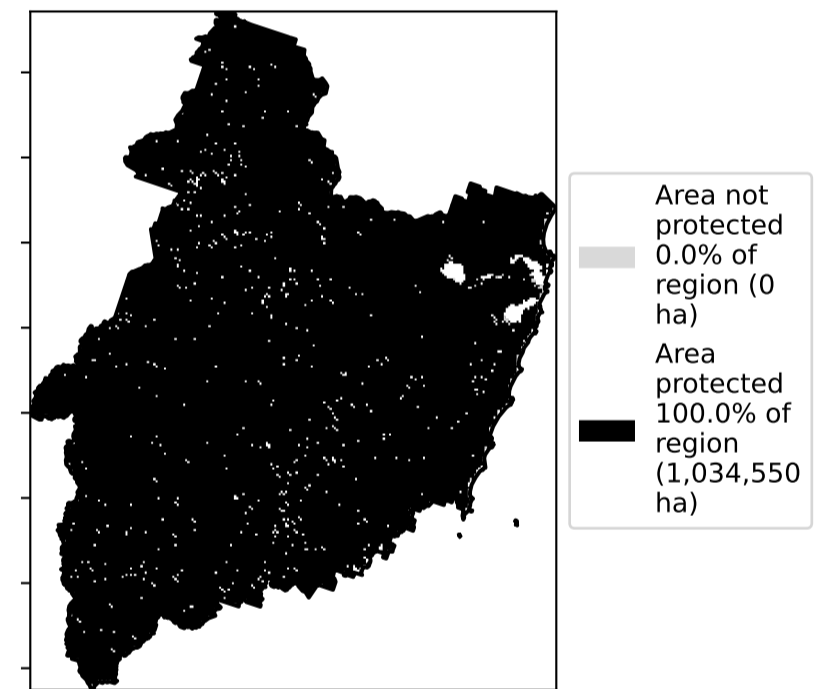 Area not
protected
0.0% of
region (0
ha)
Area
protected
100.0% of
region
(1,034,550
ha)